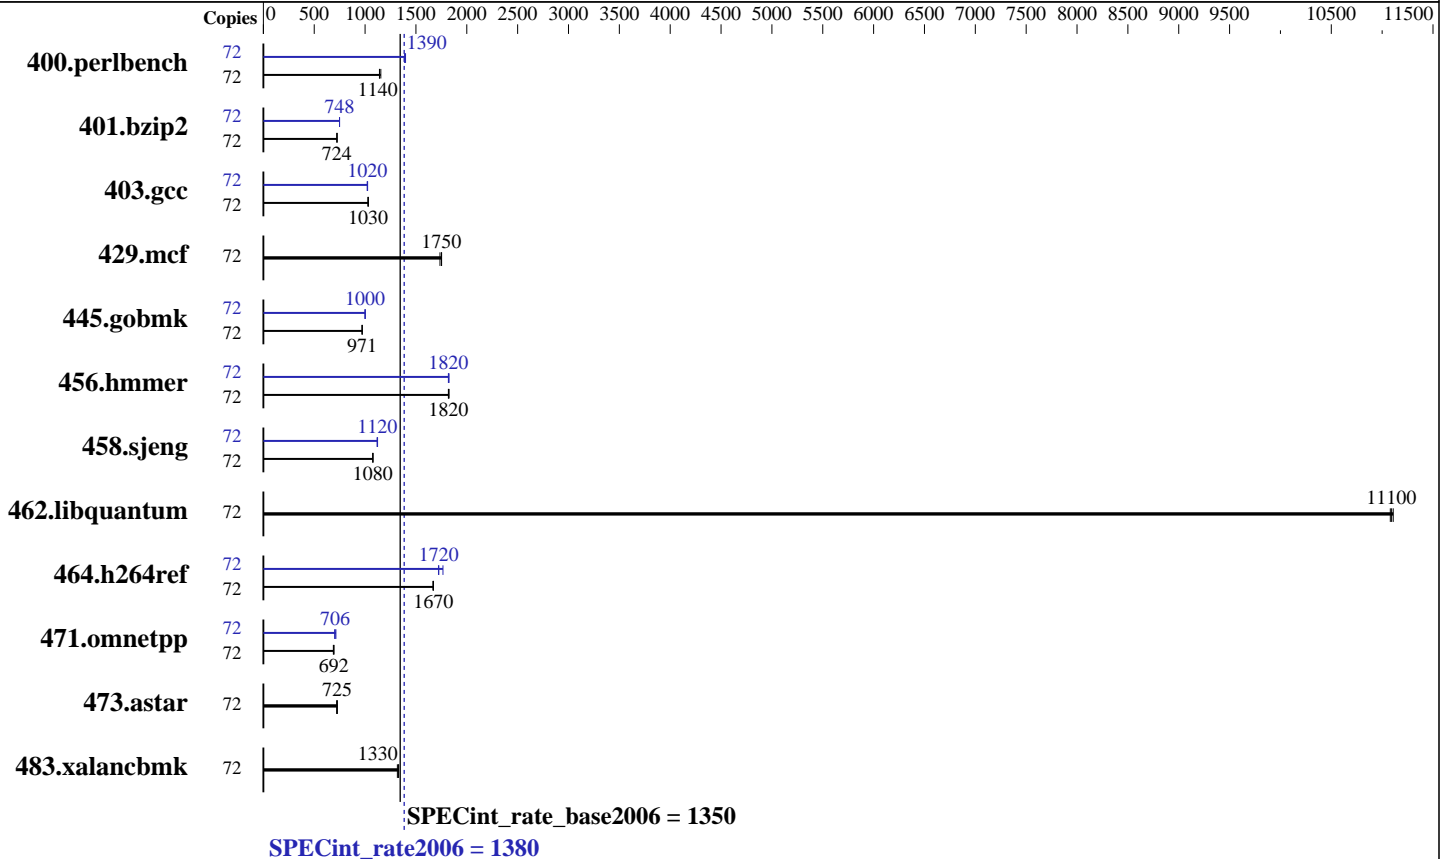 Copies 0 500 1000 1500 2000 2500 3000 3500 4000 4500 5000 5500 6000 6500 7000 7500 8000 8500 9000 9500 10500 11500
400.perlbench 72 1390
72 1140
401.bzip2 72 748
72 724
403.gcc 72 1020
72 1030
429.mcf 72 1750
445.gobmk 72 1000
72 971
456.hmmer 72 1820
72 1820
458.sjeng 72 1120
72 1080
462.libquantum 72 11100
464.h264ref 72 1720
72 1670
471.omnetpp 72 706
72 692
473.astar 72 725
483.xalancbmk 72 1330
SPECint_rate_base2006 = 1350
SPECint_rate2006 = 1380